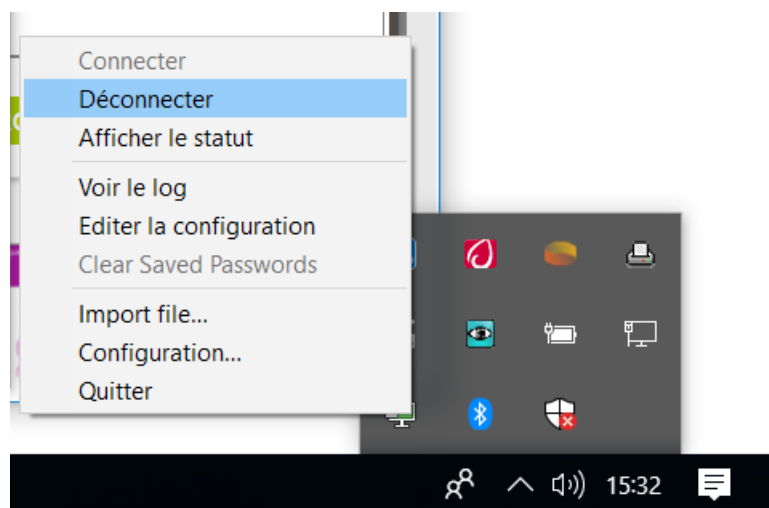 Connecter
Déconnecter
Afficher le statut
Voir le log
Editer la configuration
Clear Saved Passwords
Import file...
Configuration...
Quitter
15:32